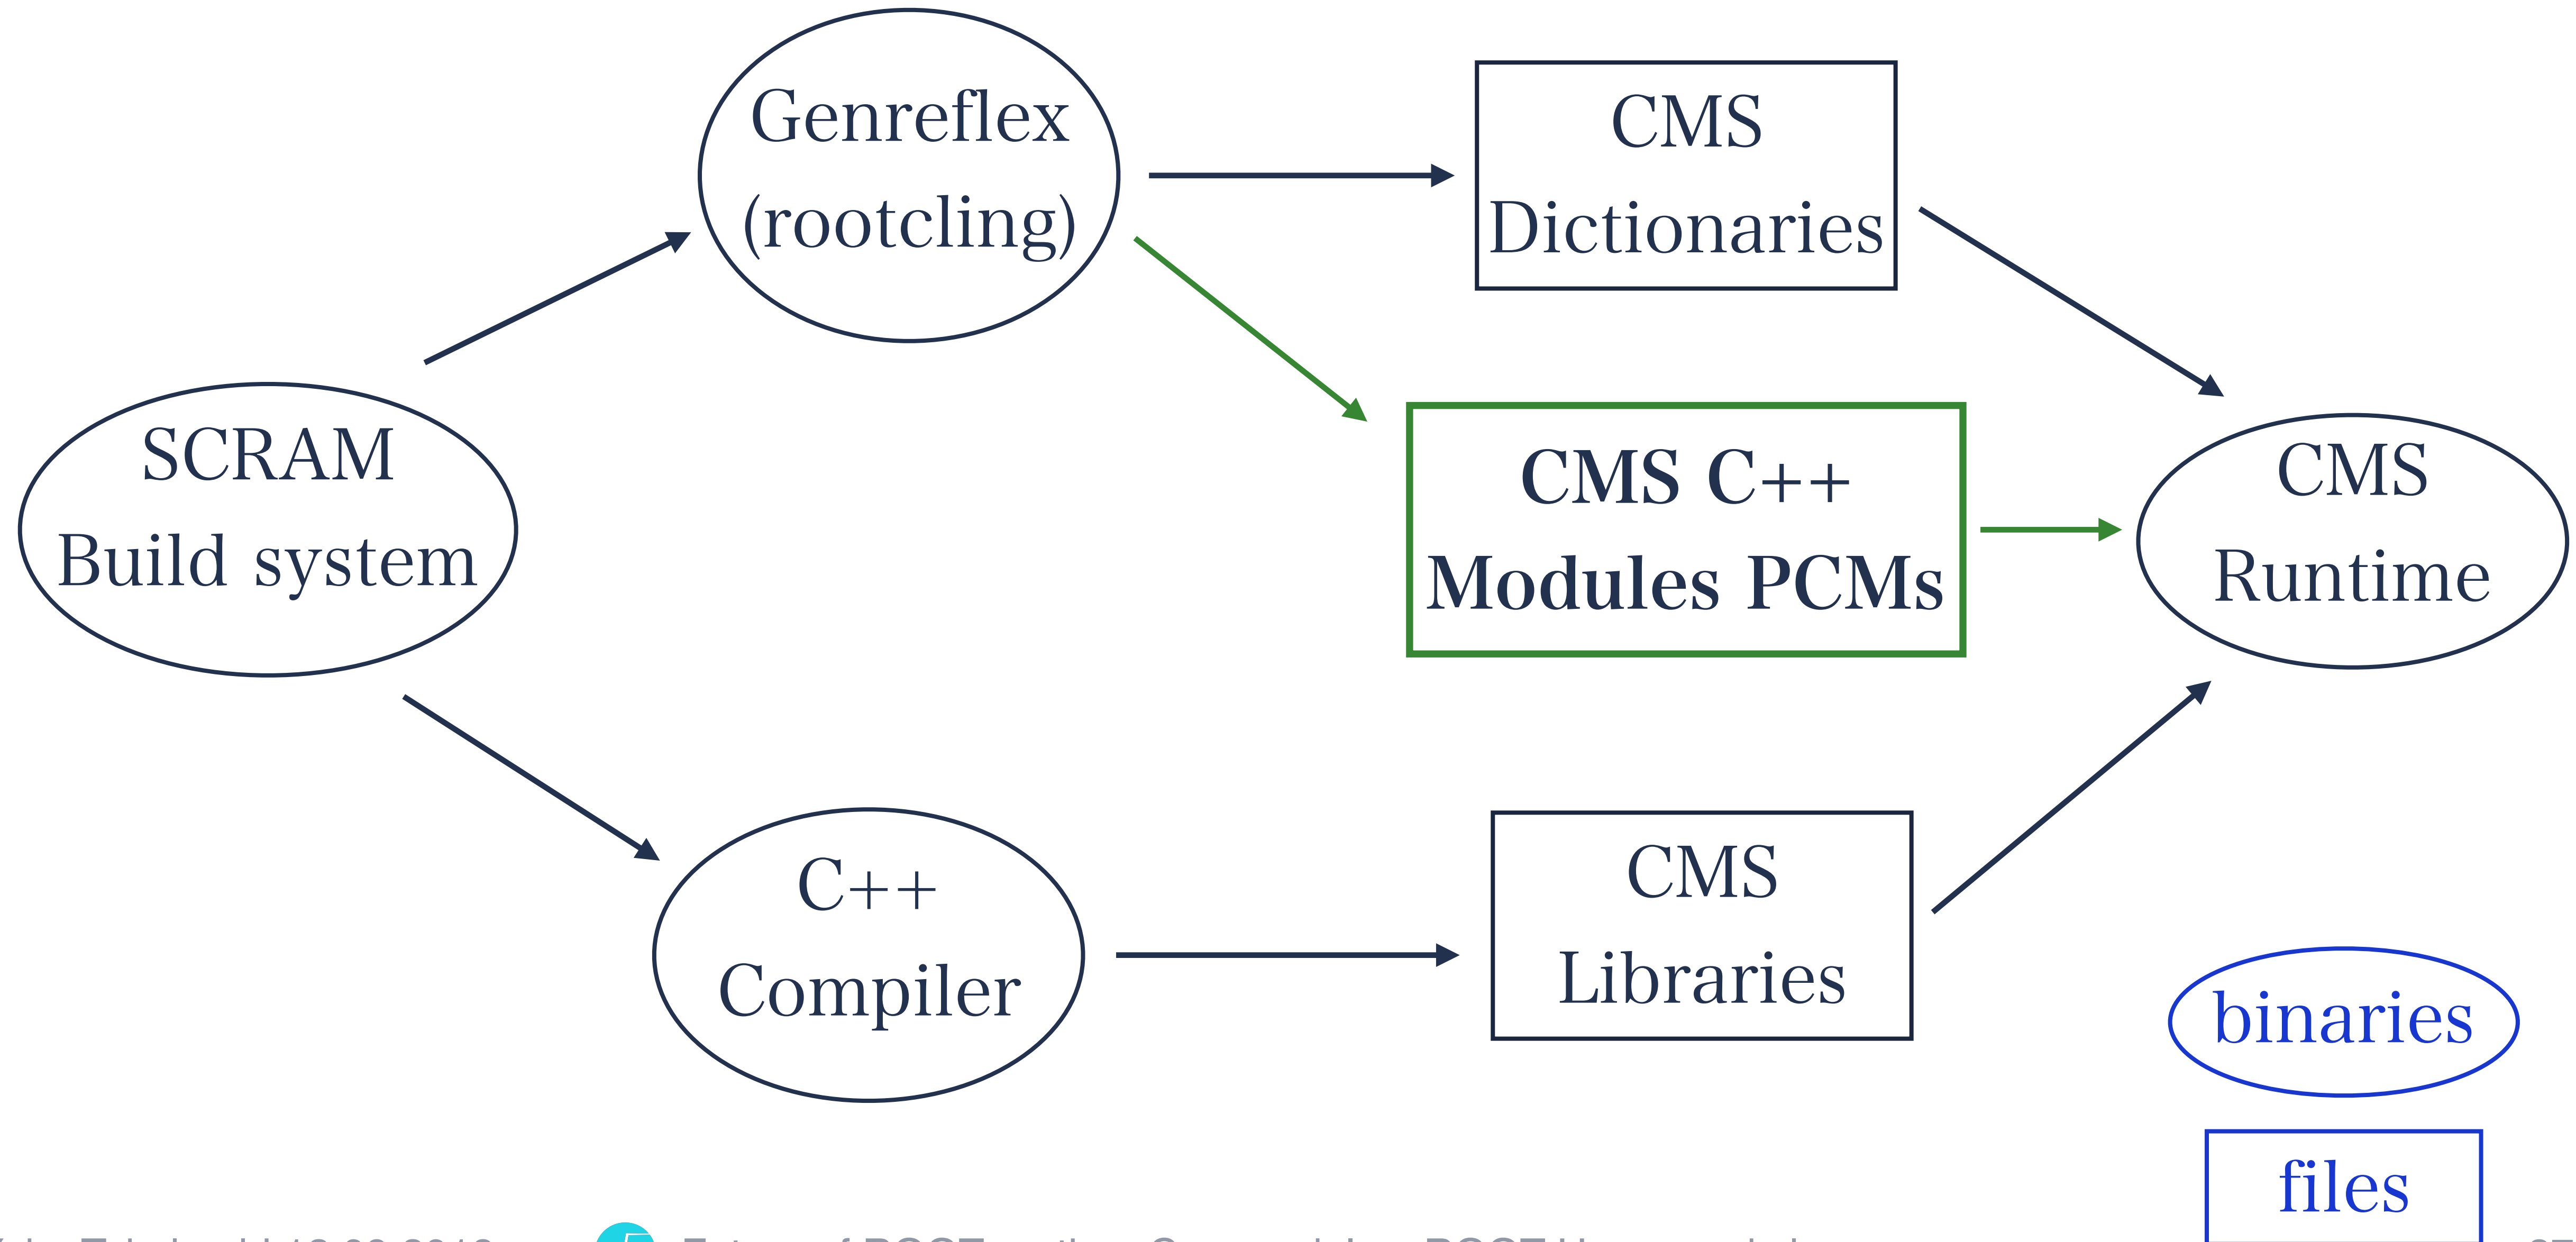 Genreflex
(rootcling)
CMS
Dictionaries
SCRAM
Build system
CMS C++
Modules PCMs
CMS
Runtime
C++
Compiler
CMS
Libraries
binaries
files